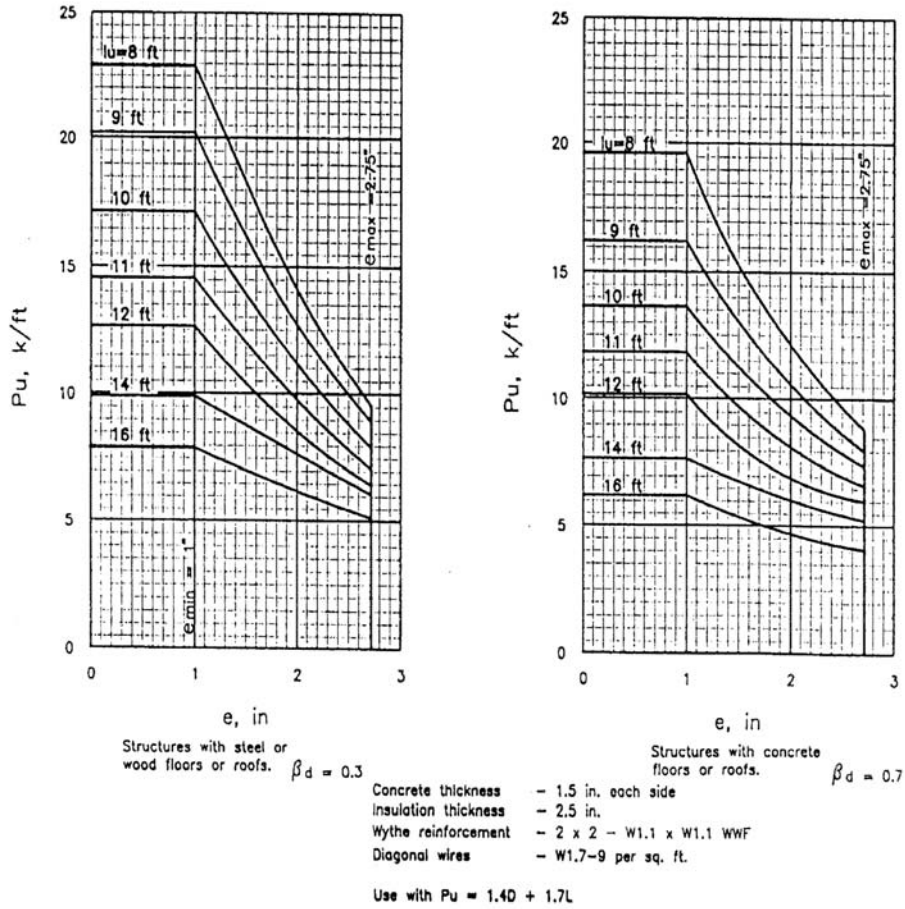 25
20
15
10
5
0
Pu, k/ft
lu=8 ft
9 ft
10 ft
11 ft
12 ft
14 ft
16 ft
emin = 1"
emax = 2.75"
0 1 2 3
e, in
Structures with steel or
wood floors or roofs. βd = 0.3
25
20
15
10
5
0
Pu, k/ft
lu=8 ft
9 ft
10 ft
11 ft
12 ft
14 ft
16 ft
emax = 2.75"
0 1 2 3
e, in
Structures with concrete
floors or roofs. βd = 0.7
Concrete thickness - 1.5 in. each side
Insulation thickness - 2.5 in.
Wythe reinforcement - 2 x 2 - W1.1 x W1.1 WWF
Diagonal wires - W1.7-9 per sq. ft.
Use with Pu = 1.4D + 1.7L